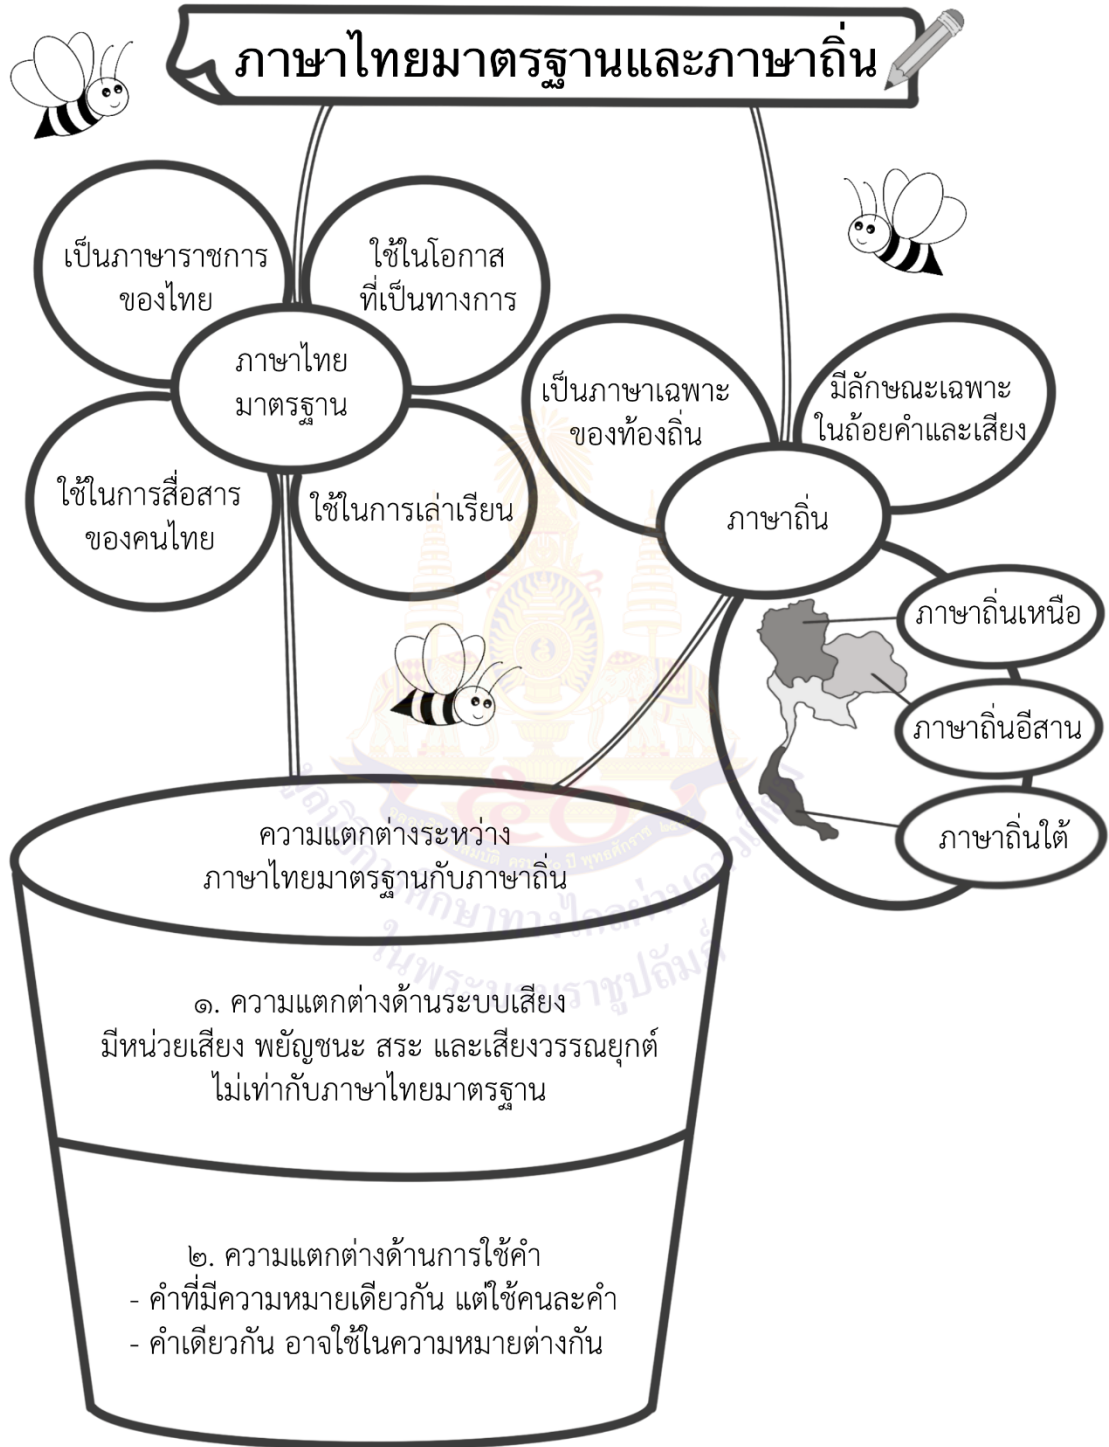 ภาษาไทยมาตรฐานและภาษาถิ่น
เป็นภาษาราชการ
ของไทย
ใช้ในโอกาส
ที่เป็นทางการ
ภาษาไทย
มาตรฐาน
ใช้ในการสื่อสาร
ของคนไทย
ใช้ในการเล่าเรียน
เป็นภาษาเฉพาะ
ของท้องถิ่น
มีลักษณะเฉพาะ
ในถ้อยคำและเสียง
ภาษาถิ่น
ภาษาถิ่นเหนือ
ภาษาถิ่นอีสาน
ภาษาถิ่นใต้
ความแตกต่างระหว่าง
ภาษาไทยมาตรฐานกับภาษาถิ่น
๑. ความแตกต่างด้านระบบเสียง
มีหน่วยเสียง พยัญชนะ สระ และเสียงวรรณยุกต์
ไม่เท่ากับภาษาไทยมาตรฐาน
๒. ความแตกต่างด้านการใช้คำ
- คำที่มีความหมายเดียวกัน แต่ใช้คนละคำ
- คำเดียวกัน อาจใช้ในความหมายต่างกัน